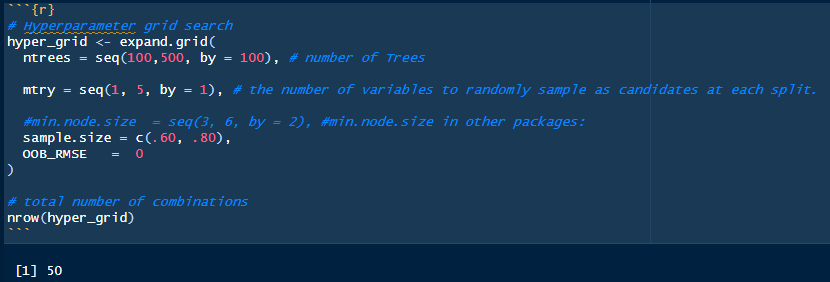 ```{r}
# Hyperparameter grid search
hyper_grid <- expand.grid(
  ntrees = seq(100,500, by = 100), # number of Trees
  mtry = seq(1, 5, by = 1), # the number of variables to randomly sample as candidates at each split.
  #min.node.size  = seq(3, 6, by = 2), #min.node.size in other packages:
  sample.size = c(.60, .80),
  OOB_RMSE   =  0
)
# total number of combinations
nrow(hyper_grid)
```
[1] 50